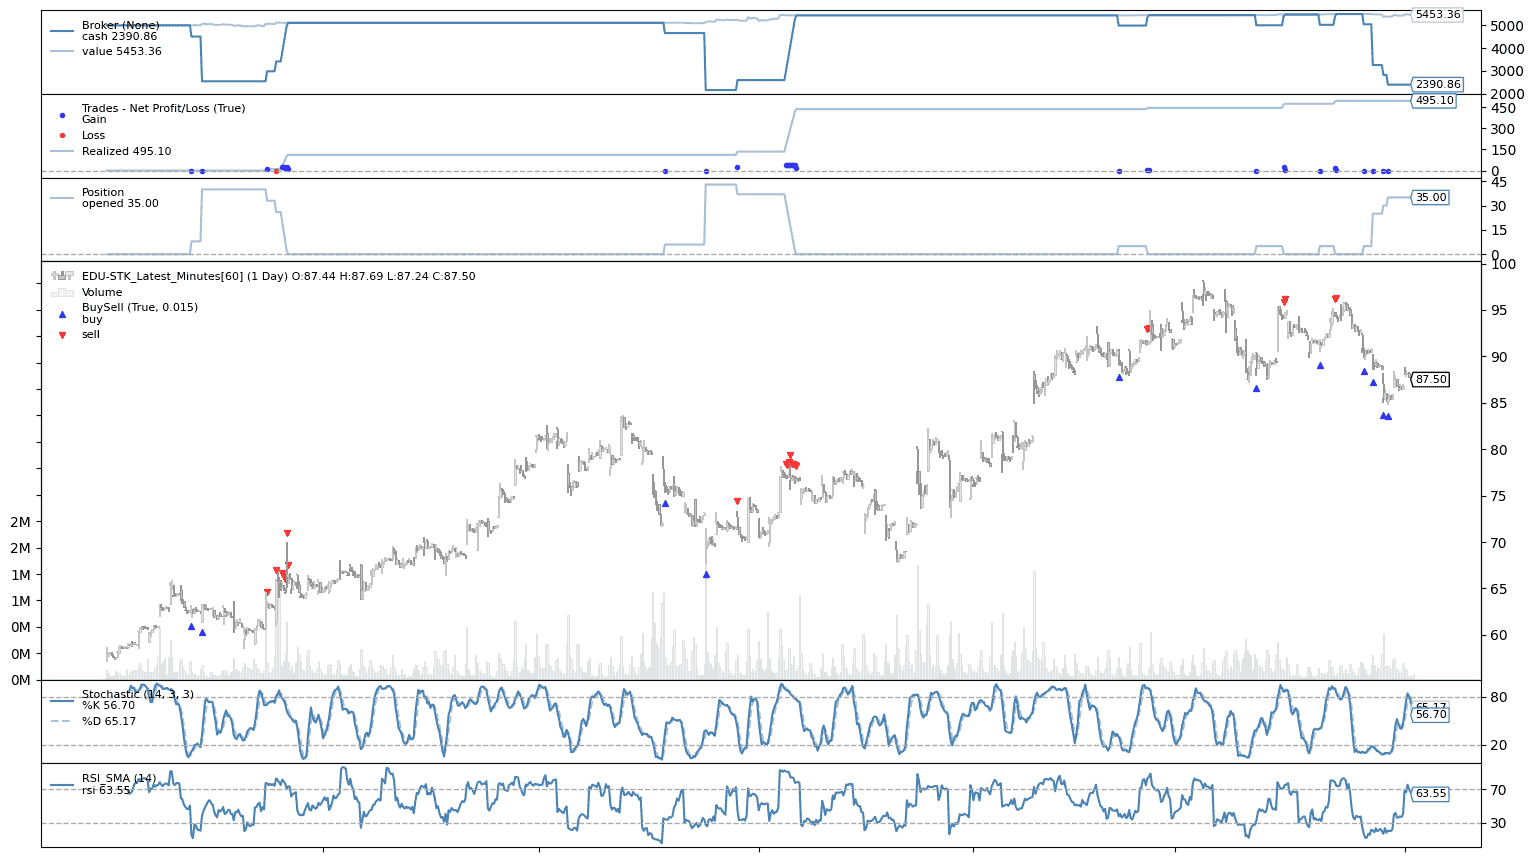 Broker (None)
cash 2390.86
value 5453.36
5453.36
5000
4000
3000
2390.86
2000
Trades - Net Profit/Loss (True)
Gain
Loss
Realized 495.10
495.10
450
300
150
0
Position
opened 35.00
45
35.00
30
15
0
EDU-STK_Latest_Minutes[60] (1 Day) O:87.44 H:87.69 L:87.24 C:87.50
Volume
BuySell (True, 0.015)
buy
sell
100
95
90
87.50
85
80
75
70
65
60
2M
2M
1M
1M
0M
0M
0M
Stochastic (14, 3, 3)
%K 56.70
%D 65.17
80
65.17
56.70
20
RSI_SMA (14)
rsi 63.55
70
63.55
30